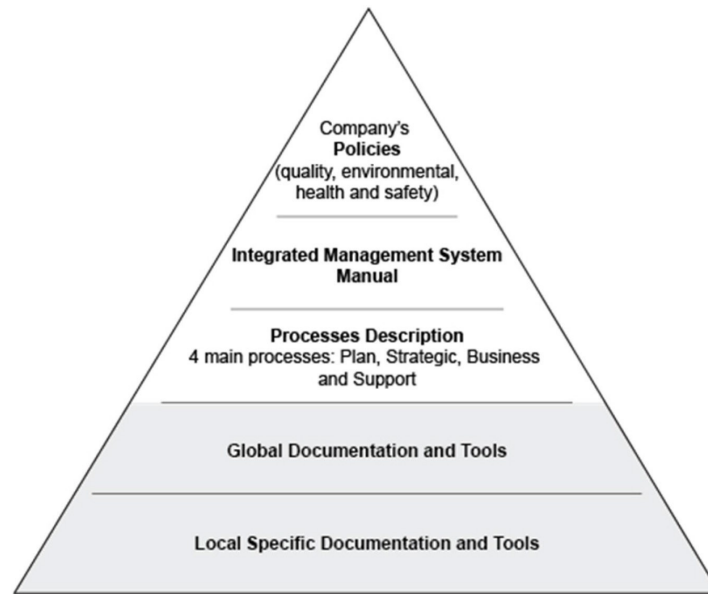 Company's
Policies
(quality, environmental,
health and safety)
Integrated Management System
Manual
Processes Description
4 main processes: Plan, Strategic, Business
and Support
Global Documentation and Tools
Local Specific Documentation and Tools